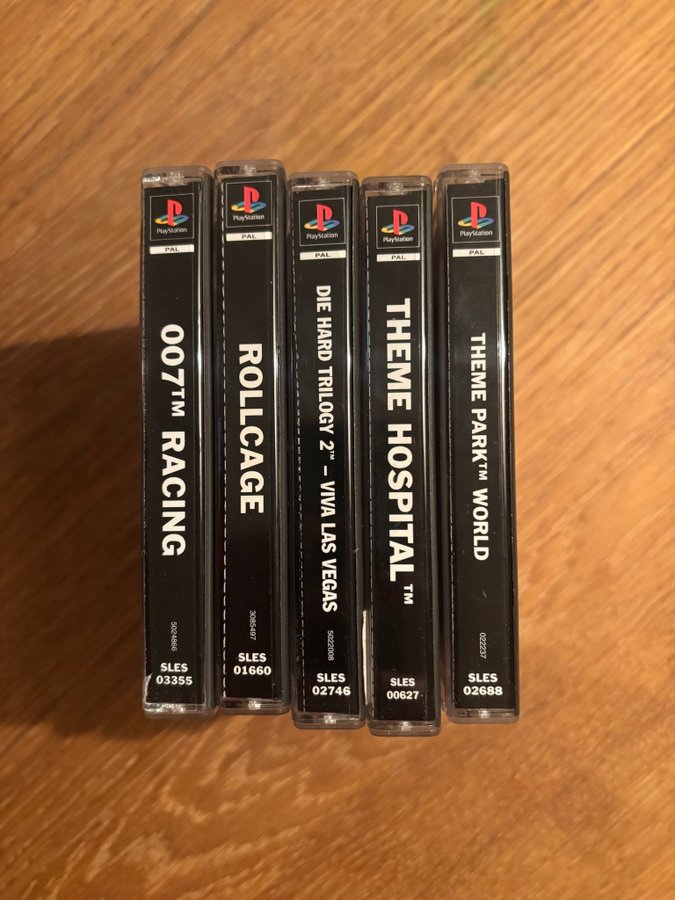 PlayStation
PAL
007™ RACING
5024866
SLES
03355
PlayStation
PAL
ROLLCAGE
3085497
SLES
01660
PlayStation
PAL
DIE HARD TRILOGY 2™ – VIVA LAS VEGAS
5022008
SLES
02746
PlayStation
PAL
THEME HOSPITAL™
SLES
00627
PlayStation
PAL
THEME PARK™ WORLD
022237
SLES
02688